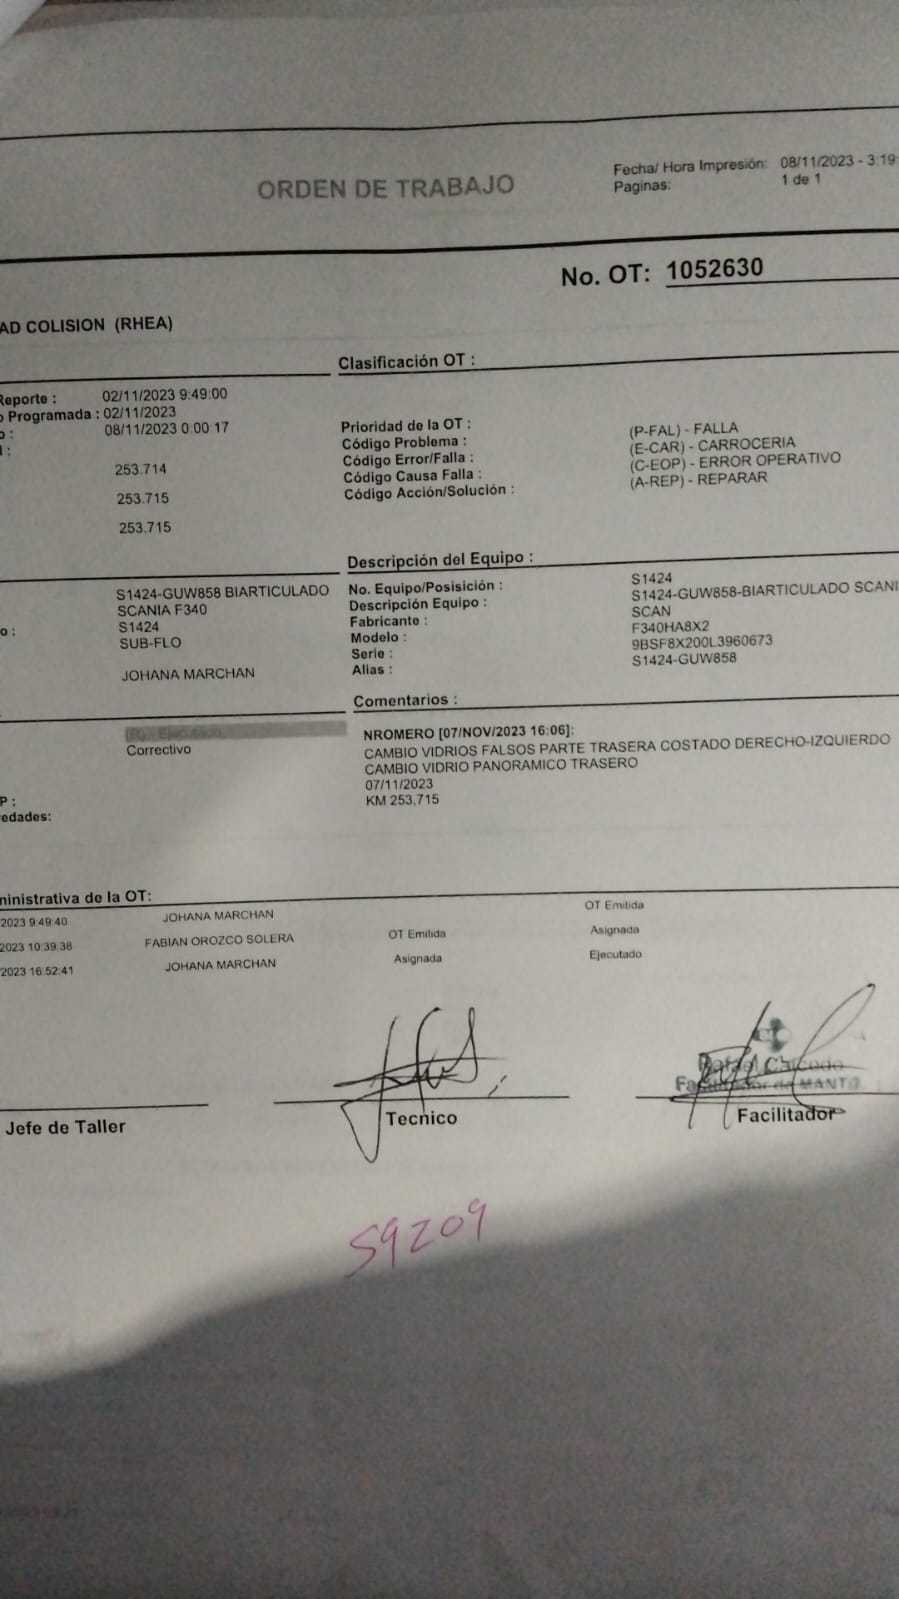 Fecha/ Hora Impresión: 08/11/2023 - 3:19
ORDEN DE TRABAJO
Paginas: 1 de 1
No. OT: 1052630
AD COLISION (RHEA)
Clasificación OT :
Reporte : 02/11/2023 9:49:00
o Programada : 02/11/2023
o : 08/11/2023 0:00 17
l :
253.714
253.715
253.715
Prioridad de la OT :
Código Problema : (P-FAL) - FALLA
Código Error/Falla : (E-CAR) - CARROCERIA
Código Causa Falla : (C-EOP) - ERROR OPERATIVO
Código Acción/Solución : (A-REP) - REPARAR
Descripción del Equipo :
S1424-GUW858 BIARTICULADO
SCANIA F340
o : S1424
SUB-FLO
JOHANA MARCHAN
No. Equipo/Posisición : S1424
Descripción Equipo : S1424-GUW858-BIARTICULADO SCANI
Fabricante : SCAN
Modelo : F340HA8X2
Serie : 9BSF8X200L3960673
Alias : S1424-GUW858
Comentarios :
Correctivo
P :
edades:
NROMERO [07/NOV/2023 16:06]:
CAMBIO VIDRIOS FALSOS PARTE TRASERA COSTADO DERECHO-IZQUIERDO
CAMBIO VIDRIO PANORAMICO TRASERO
07/11/2023
KM 253,715
ministrativa de la OT:
2023 9:49:40 JOHANA MARCHAN OT Emitida
2023 10:39:38 FABIAN OROZCO SOLERA OT Emitida Asignada
2023 16:52:41 JOHANA MARCHAN Asignada Ejecutado
Rafael Caicedo
Facilitador de MANTO
Jefe de Taller
Tecnico
Facilitador
59209